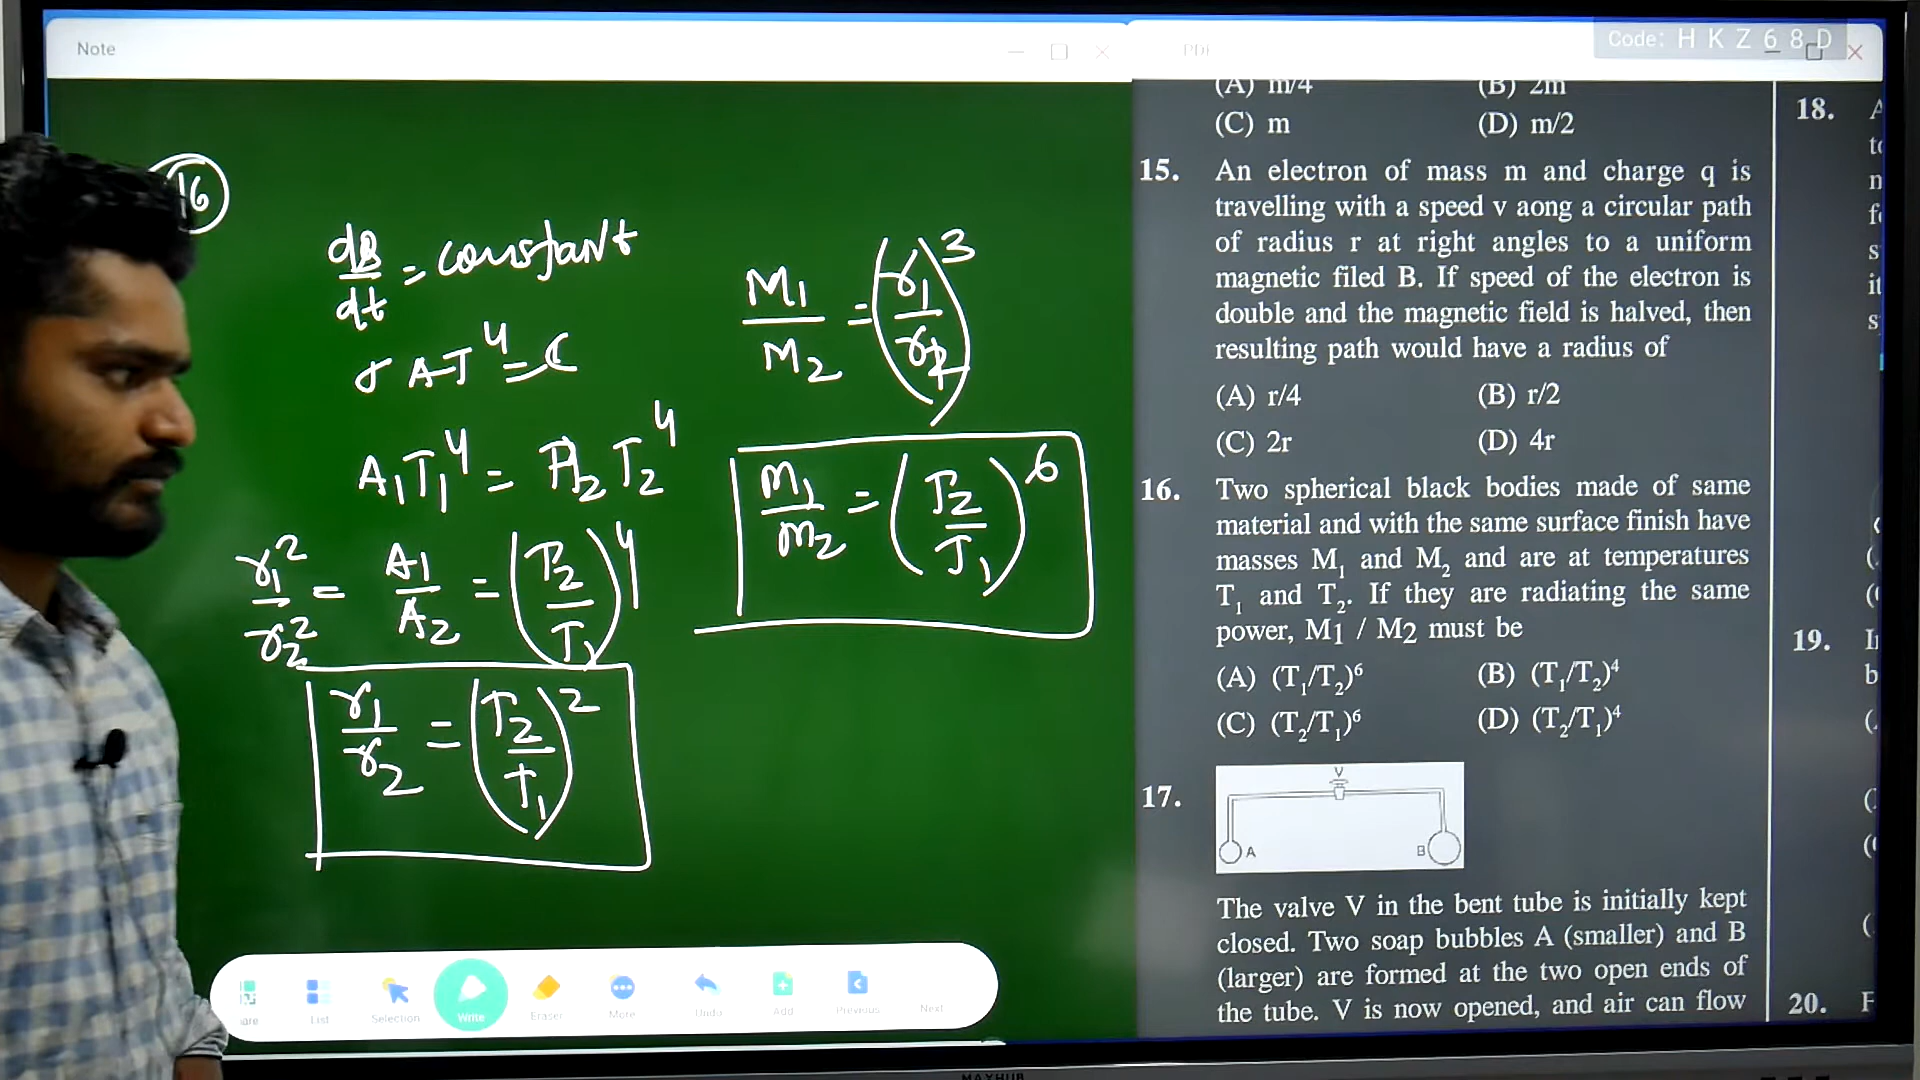 Note
PDF
Code: H K Z 6 8 D
16
dB/dt = constant
σ A T⁴ = C
A₁T₁⁴ = A₂T₂⁴
r₁²/r₂² = A₁/A₂ = (T₂/T₁)⁴
r₁/r₂ = (T₂/T₁)²
M₁/M₂ = (r₁/r₂)³
M₁/M₂ = (T₂/T₁)⁶
(A) m/4 (B) 2m
(C) m (D) m/2
15. An electron of mass m and charge q is
travelling with a speed v aong a circular path
of radius r at right angles to a uniform
magnetic filed B. If speed of the electron is
double and the magnetic field is halved, then
resulting path would have a radius of
(A) r/4 (B) r/2
(C) 2r (D) 4r
16. Two spherical black bodies made of same
material and with the same surface finish have
masses M₁ and M₂ and are at temperatures
T₁ and T₂. If they are radiating the same
power, M1 / M2 must be
(A) (T₁/T₂)⁶ (B) (T₁/T₂)⁴
(C) (T₂/T₁)⁶ (D) (T₂/T₁)⁴
17.
V
A B
The valve V in the bent tube is initially kept
closed. Two soap bubbles A (smaller) and B
(larger) are formed at the two open ends of
the tube. V is now opened, and air can flow
18.
19.
20.
List Selection Write Eraser More Undo Add Previous Next
MAXHUB